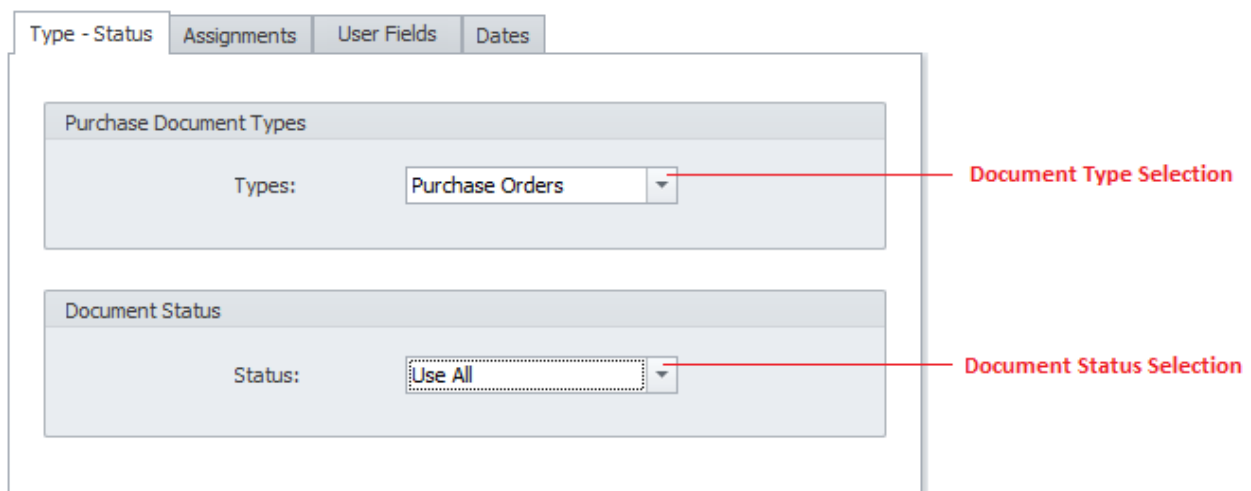 Type - Status Assignments User Fields Dates
Purchase Document Types
Types: Purchase Orders Document Type Selection
Document Status
Status: Use All Document Status Selection